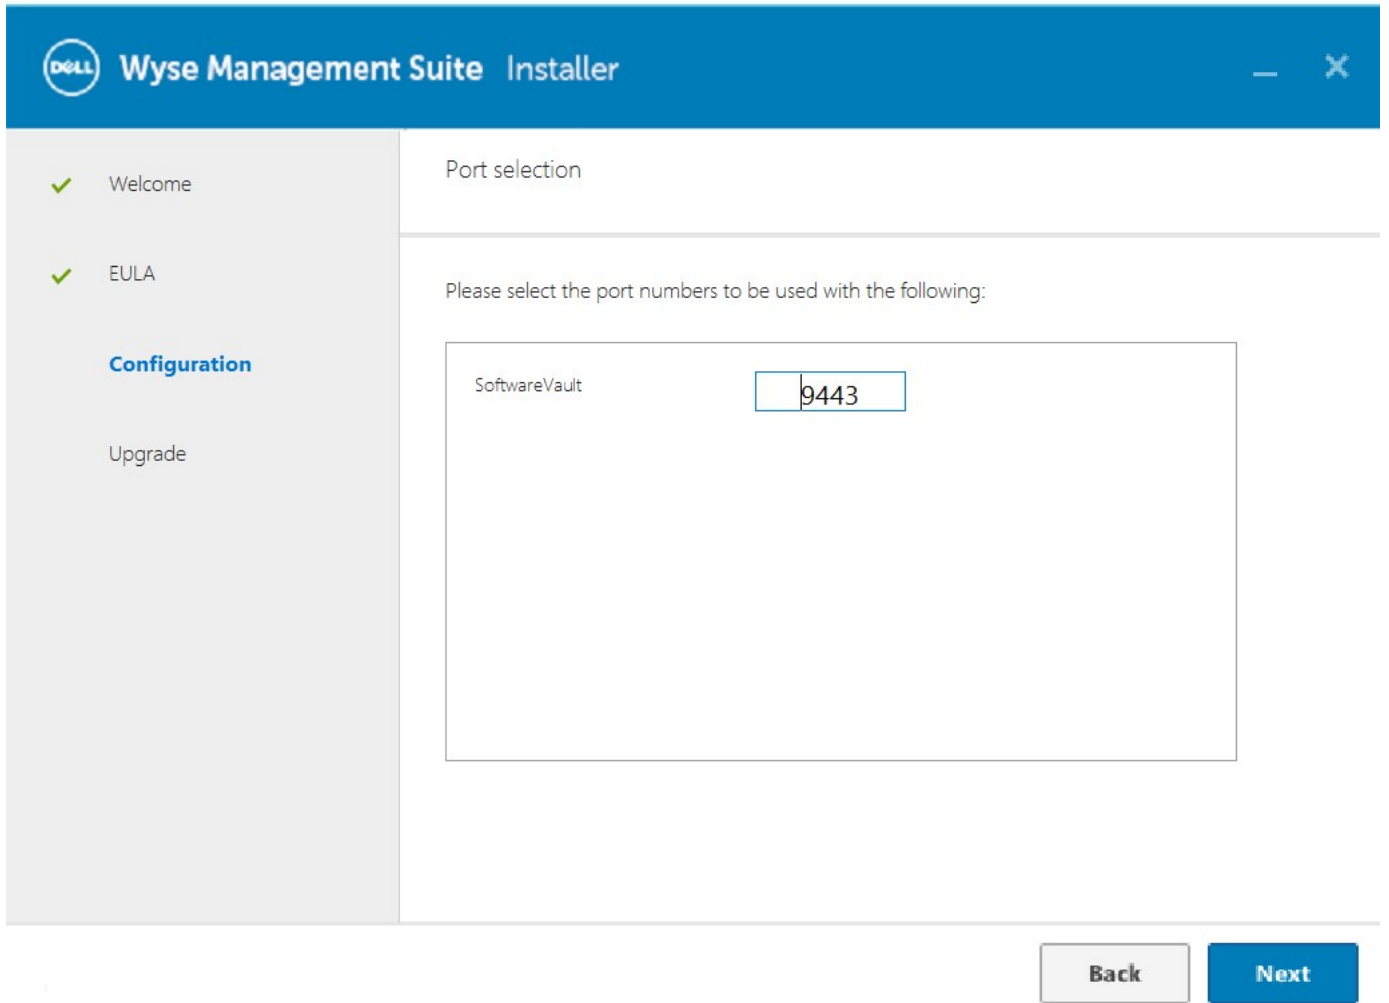 DELL Wyse Management Suite Installer
Welcome
EULA
Configuration
Upgrade
Port selection
Please select the port numbers to be used with the following:
SoftwareVault 9443
Back Next